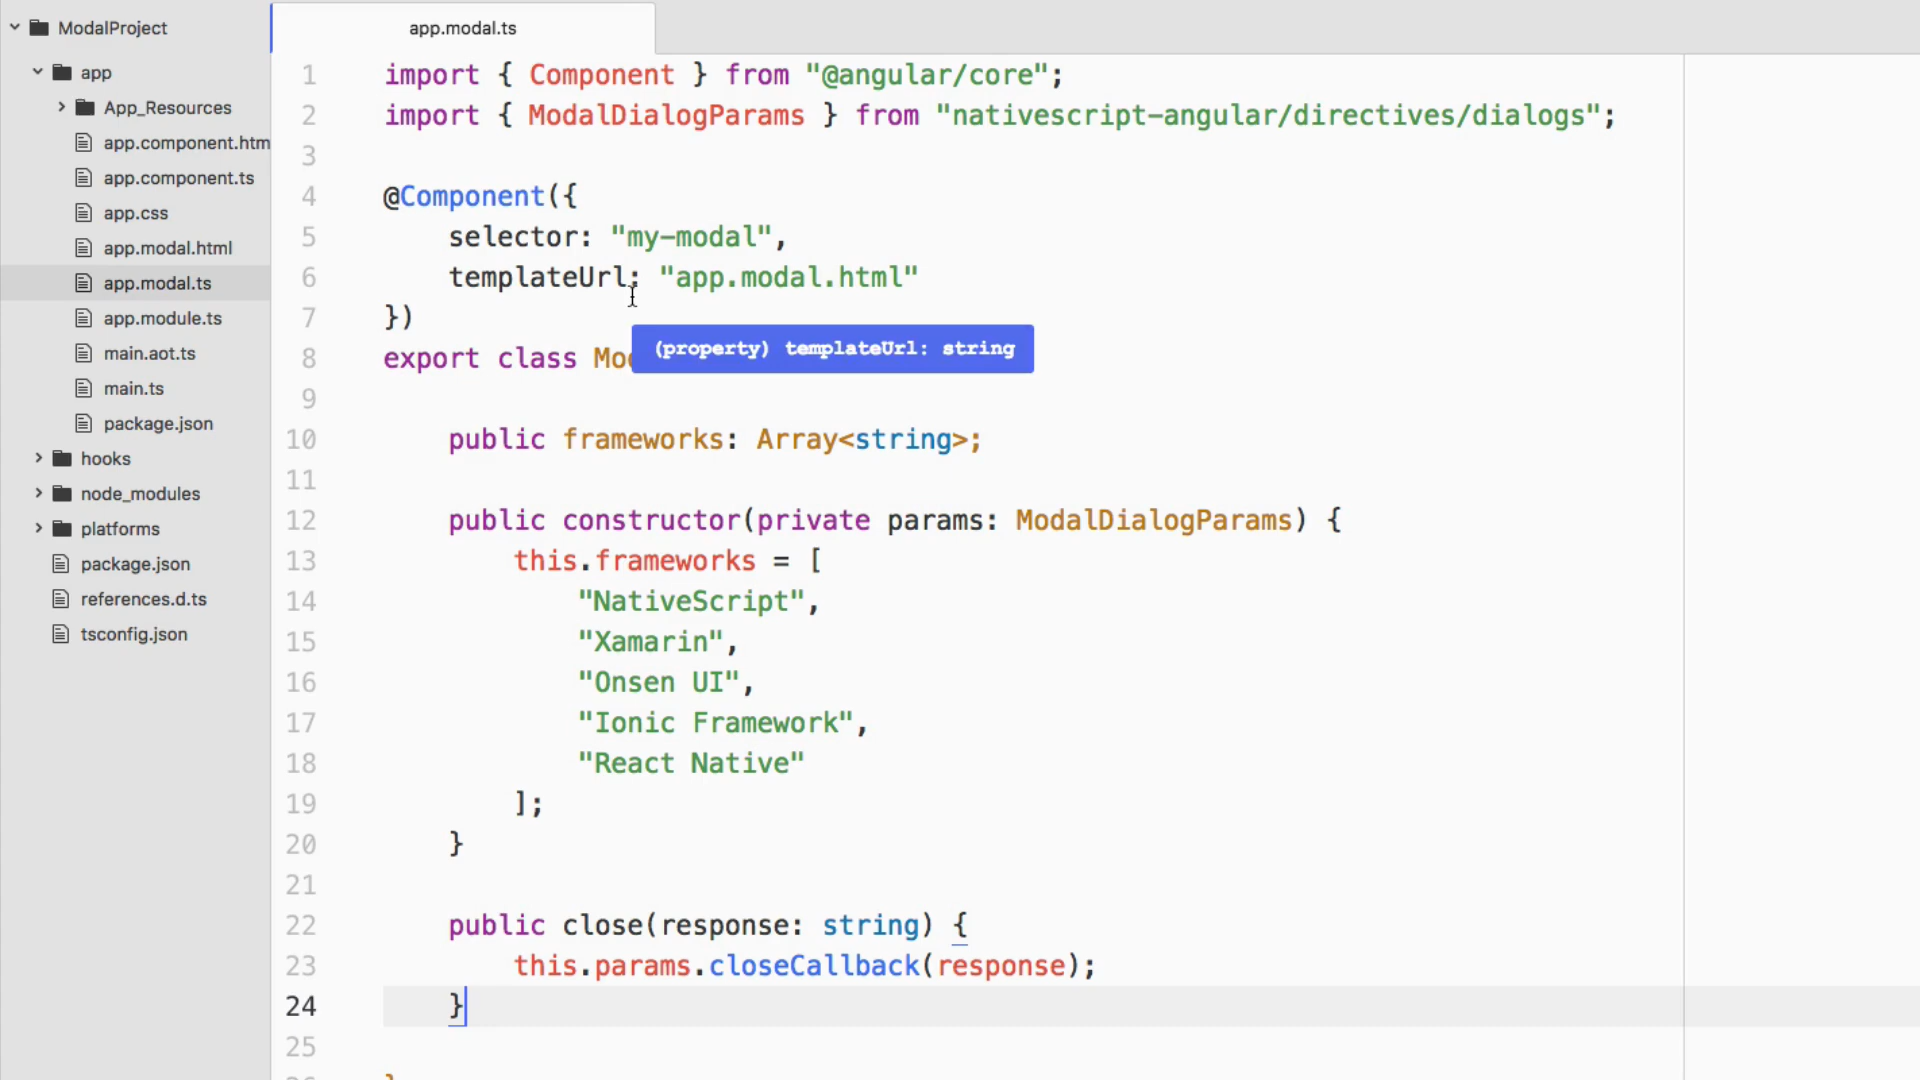 ModalProject
app
App_Resources
app.component.htm
app.component.ts
app.css
app.modal.html
app.modal.ts
app.module.ts
main.aot.ts
main.ts
package.json
hooks
node_modules
platforms
package.json
references.d.ts
tsconfig.json
app.modal.ts
1 import { Component } from "@angular/core";
2 import { ModalDialogParams } from "nativescript-angular/directives/dialogs";
3
4 @Component({
5     selector: "my-modal",
6     templateUrl: "app.modal.html"
7 })
(property) templateUrl: string
8 export class Mo
9
10     public frameworks: Array<string>;
11
12     public constructor(private params: ModalDialogParams) {
13         this.frameworks = [
14             "NativeScript",
15             "Xamarin",
16             "Onsen UI",
17             "Ionic Framework",
18             "React Native"
19         ];
20     }
21
22     public close(response: string) {
23         this.params.closeCallback(response);
24     }
25